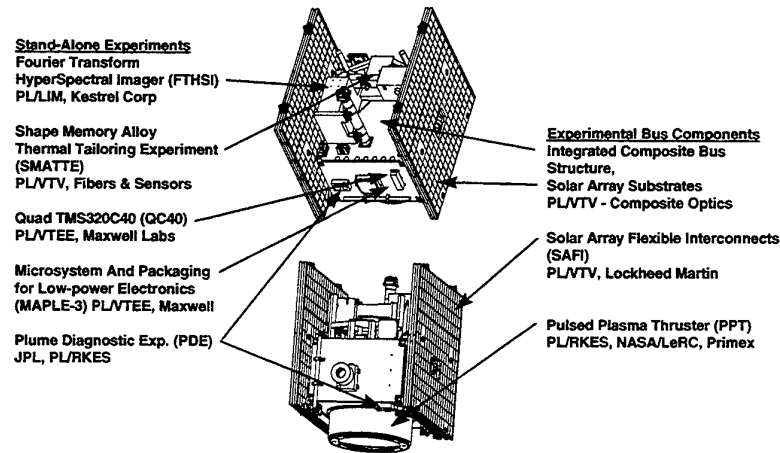 Stand-Alone Experiments
Fourier Transform
HyperSpectral Imager (FTHSI)
PL/LIM, Kestrel Corp
Shape Memory Alloy
Thermal Tailoring Experiment
(SMATTE)
PL/VTV, Fibers & Sensors
Quad TMS320C40 (QC40)
PL/VTEE, Maxwell Labs
Microsystem And Packaging
for Low-power Electronics
(MAPLE-3) PL/VTEE, Maxwell
Plume Diagnostic Exp. (PDE)
JPL, PL/RKES
Experimental Bus Components
Integrated Composite Bus
Structure,
Solar Array Substrates
PL/VTV - Composite Optics
Solar Array Flexible Interconnects
(SAFI)
PL/VTV, Lockheed Martin
Pulsed Plasma Thruster (PPT)
PL/RKES, NASA/LeRC, Primex